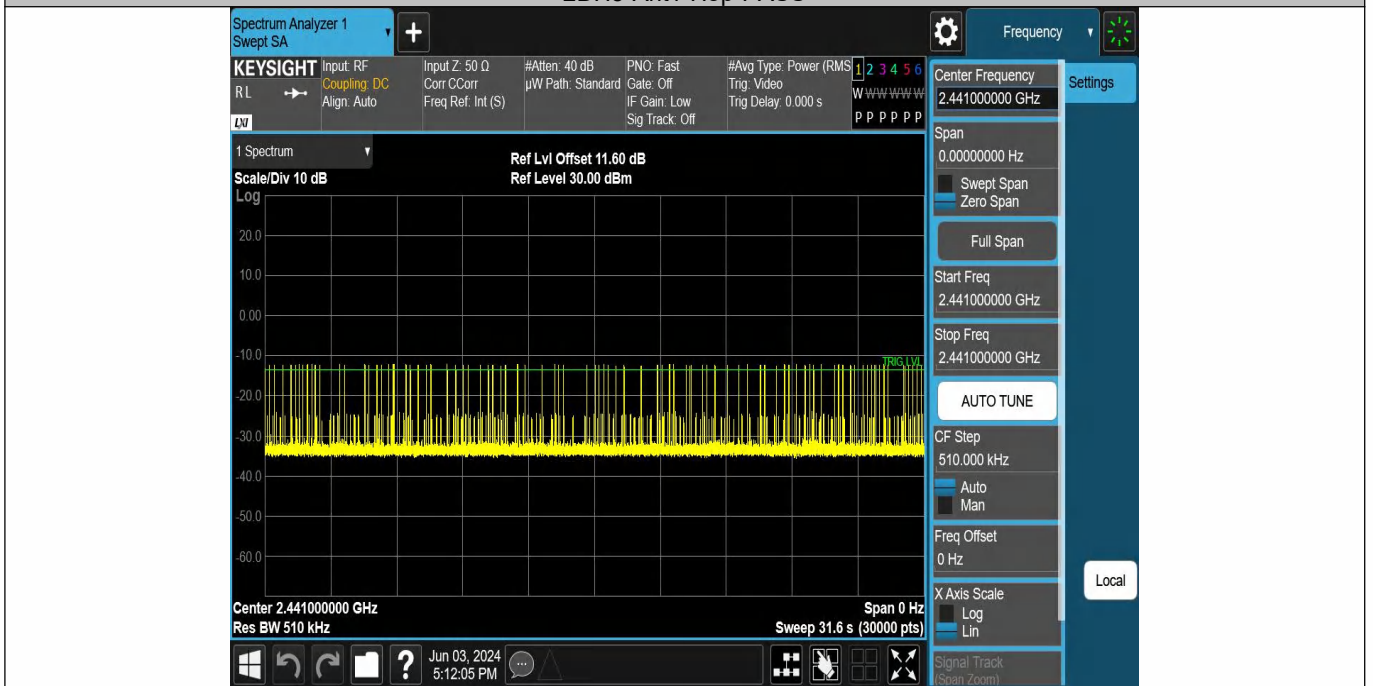 Spectrum Analyzer 1
Swept SA
Frequency
KEYSIGHT
RL
LXI
Input: RF
Coupling: DC
Align: Auto
Input Z: 50 Ω
Corr CCorr
Freq Ref: Int (S)
#Atten: 40 dB
µW Path: Standard
PNO: Fast
Gate: Off
IF Gain: Low
Sig Track: Off
#Avg Type: Power (RMS
Trig: Video
Trig Delay: 0.000 s
1 2 3 4 5 6
W W W W W W
P P P P P P
Center Frequency
2.441000000 GHz
Settings
Span
0.00000000 Hz
Swept Span
Zero Span
Full Span
Start Freq
2.441000000 GHz
Stop Freq
2.441000000 GHz
AUTO TUNE
CF Step
510.000 kHz
Auto
Man
Freq Offset
0 Hz
X Axis Scale
Log
Lin
Signal Track
(Span Zoom)
Local
1 Spectrum
Scale/Div 10 dB
Ref Lvl Offset 11.60 dB
Ref Level 30.00 dBm
Log
20.0
10.0
0.00
-10.0
TRIG LVL
-20.0
-30.0
-40.0
-50.0
-60.0
Center 2.441000000 GHz
Span 0 Hz
Res BW 510 kHz
Sweep 31.6 s (30000 pts)
?
Jun 03, 2024
5:12:05 PM